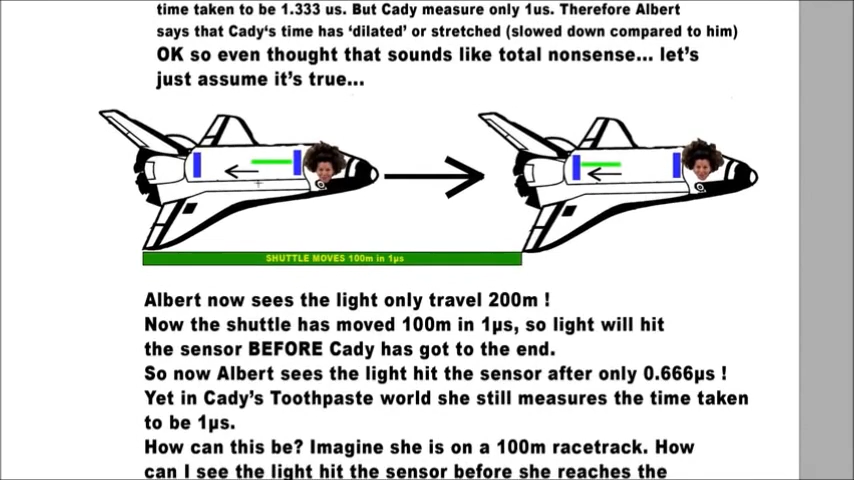 time taken to be 1.333 us. But Cady measure only 1us. Therefore Albert
says that Cady's time has 'dilated' or stretched (slowed down compared to him)
OK so even thought that sounds like total nonsense... let's
just assume it's true...
SHUTTLE MOVES 100m in 1µs
Albert now sees the light only travel 200m !
Now the shuttle has moved 100m in 1µs, so light will hit
the sensor BEFORE Cady has got to the end.
So now Albert sees the light hit the sensor after only 0.666µs !
Yet in Cady's Toothpaste world she still measures the time taken
to be 1µs.
How can this be? Imagine she is on a 100m racetrack. How
can I see the light hit the sensor before she reaches the